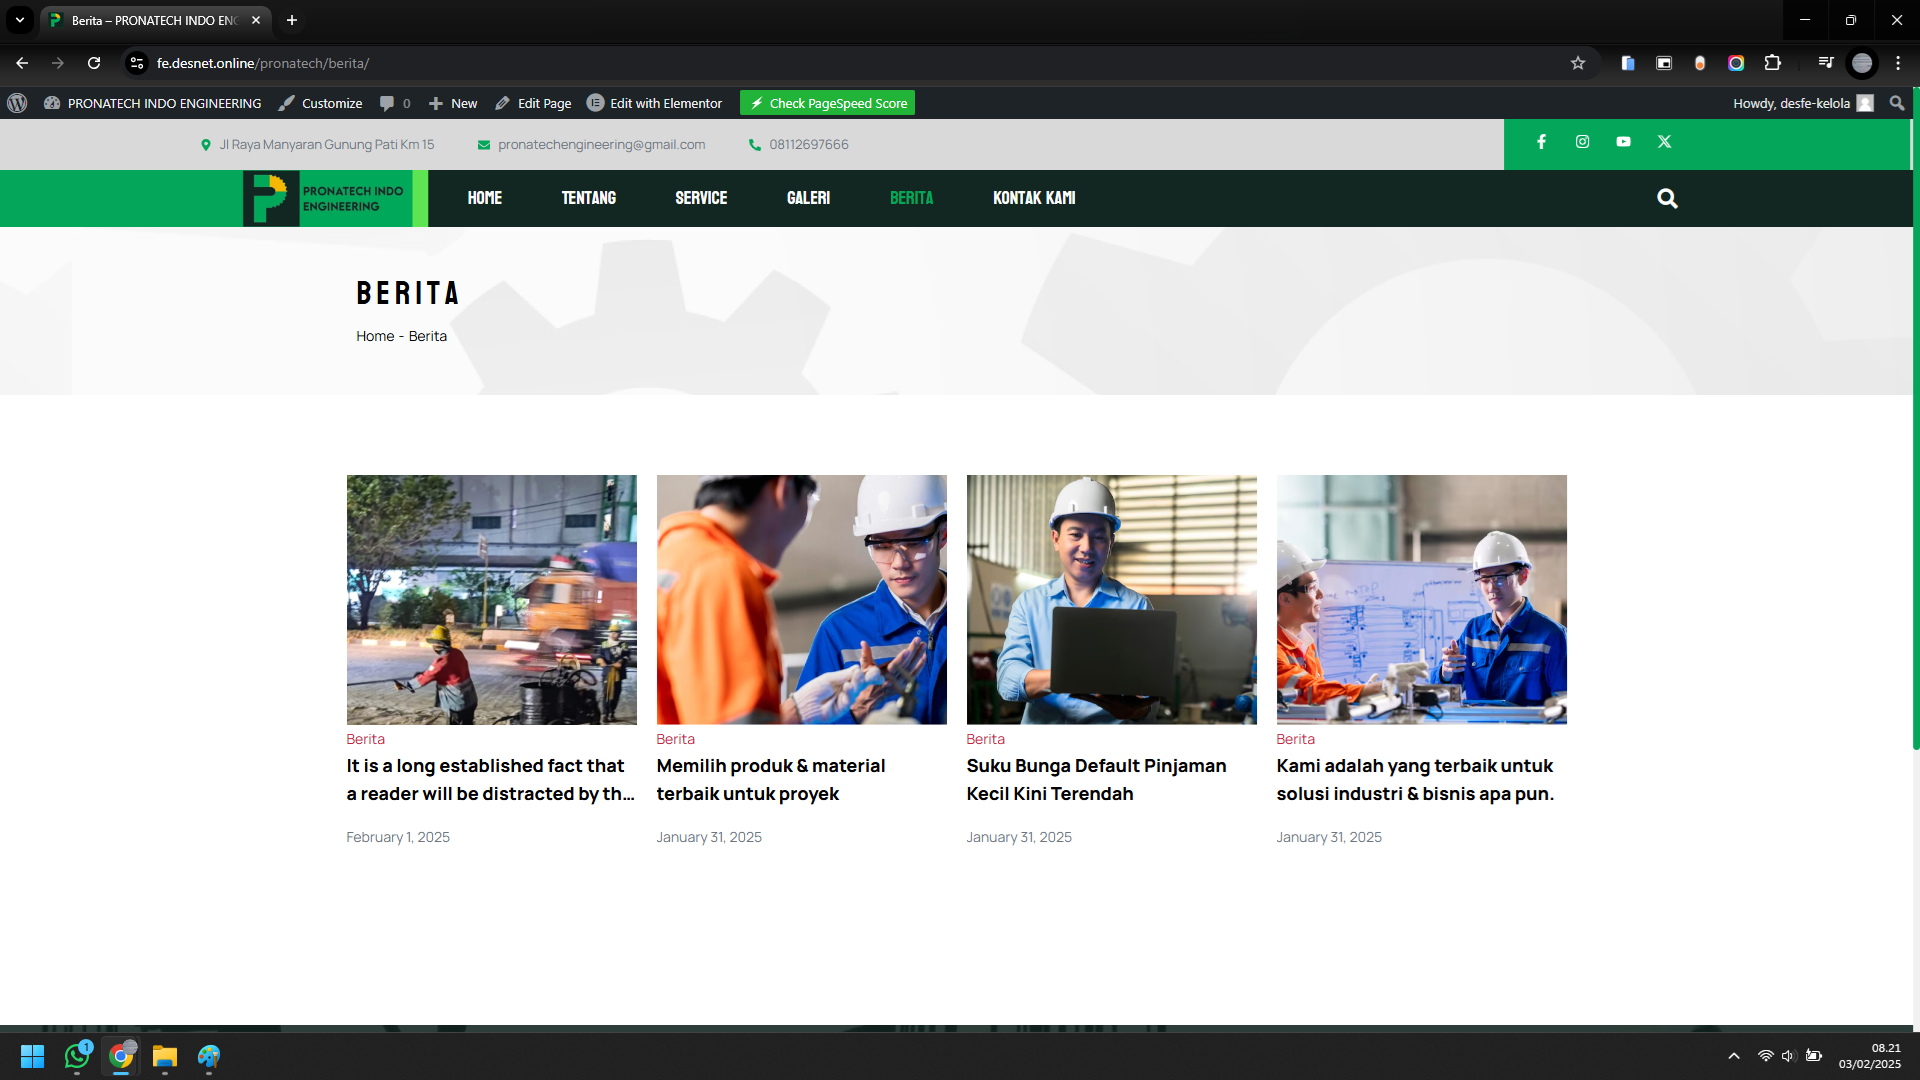 Berita – PRONATECH INDO ENG
fe.desnet.online/pronatech/berita/
PRONATECH INDO ENGINEERING Customize 0 New Edit Page Edit with Elementor Check PageSpeed Score Howdy, desfe-kelola
Jl Raya Manyaran Gunung Pati Km 15 pronatechengineering@gmail.com 08112697666
PRONATECH INDO
ENGINEERING
HOME TENTANG SERVICE GALERI BERITA KONTAK KAMI
BERITA
Home - Berita
Berita
It is a long established fact that
a reader will be distracted by th...
February 1, 2025
Berita
Memilih produk & material
terbaik untuk proyek
January 31, 2025
Berita
Suku Bunga Default Pinjaman
Kecil Kini Terendah
January 31, 2025
Berita
Kami adalah yang terbaik untuk
solusi industri & bisnis apa pun.
January 31, 2025
1
08.21
03/02/2025